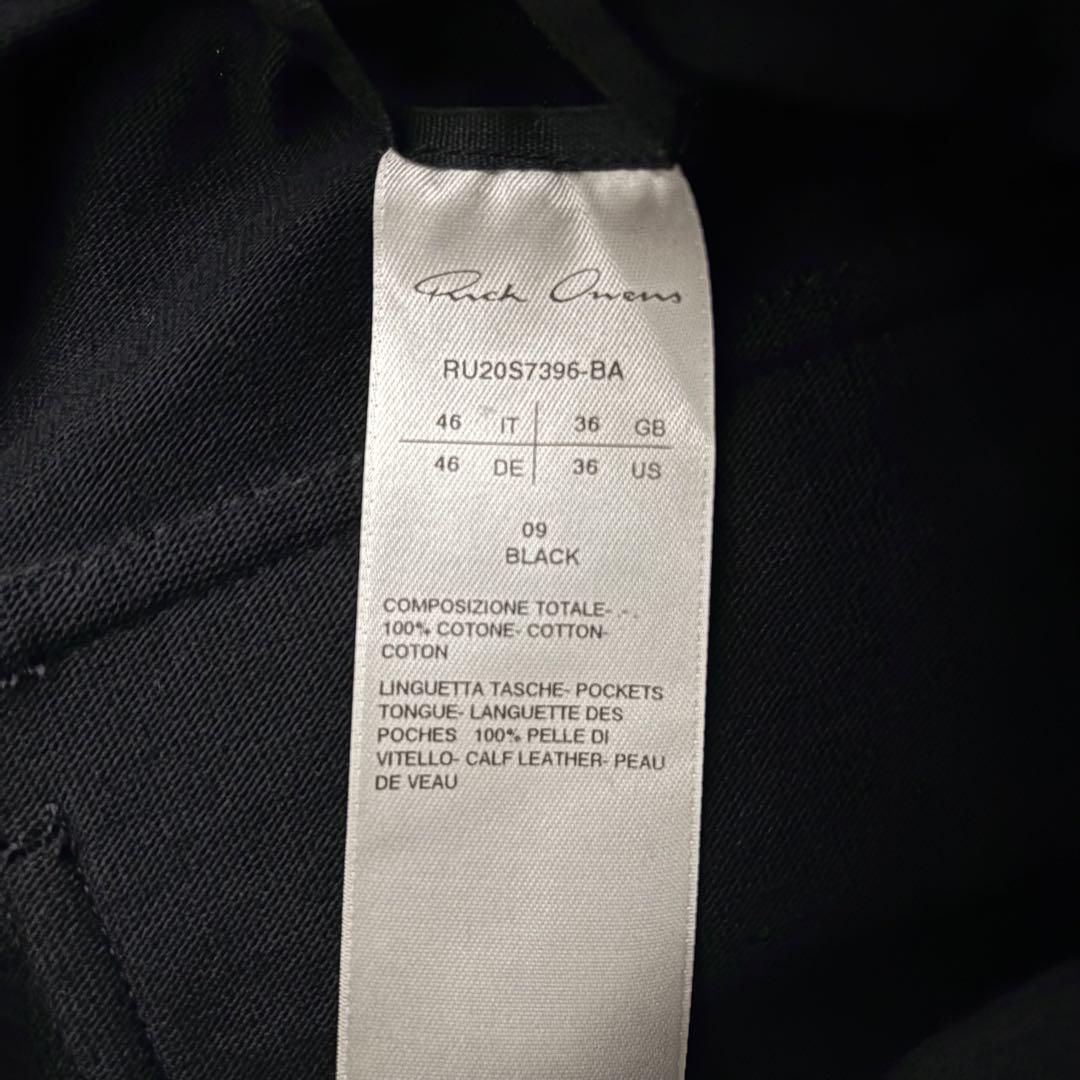 Rick Owens
RU20S7396-BA
46 IT 36 GB
46 DE 36 US
09
BLACK
COMPOSIZIONE TOTALE- - -
100% COTONE- COTTON-
COTON
LINGUETTA TASCHE- POCKETS
TONGUE- LANGUETTE DES
POCHES 100% PELLE DI
VITELLO- CALF LEATHER- PEAU
DE VEAU